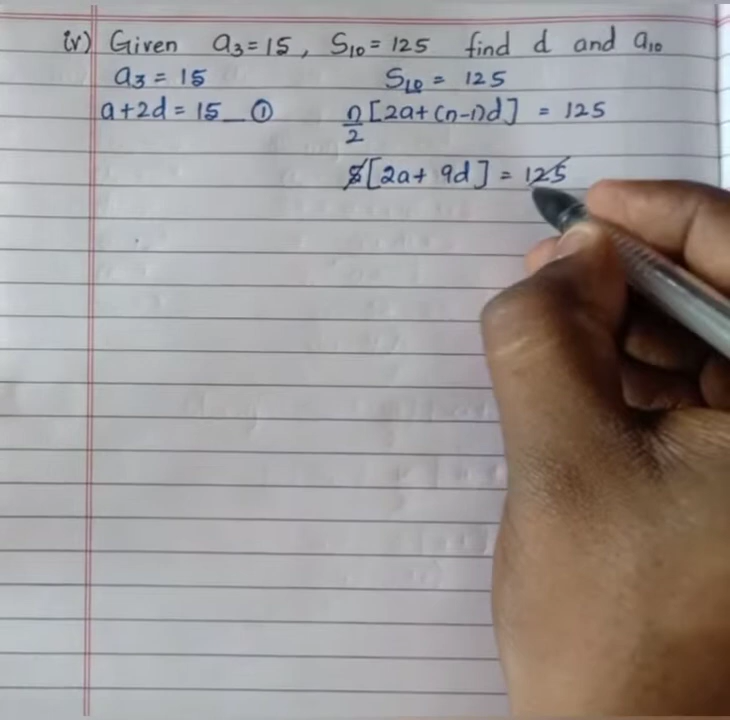 iv) Given a₃ = 15, S₁₀ = 125 find d and a₁₀
a₃ = 15
S₁₀ = 125
a+2d = 15 _ ①
n/2 [2a+(n-1)d] = 125
5[2a+ 9d] = 125